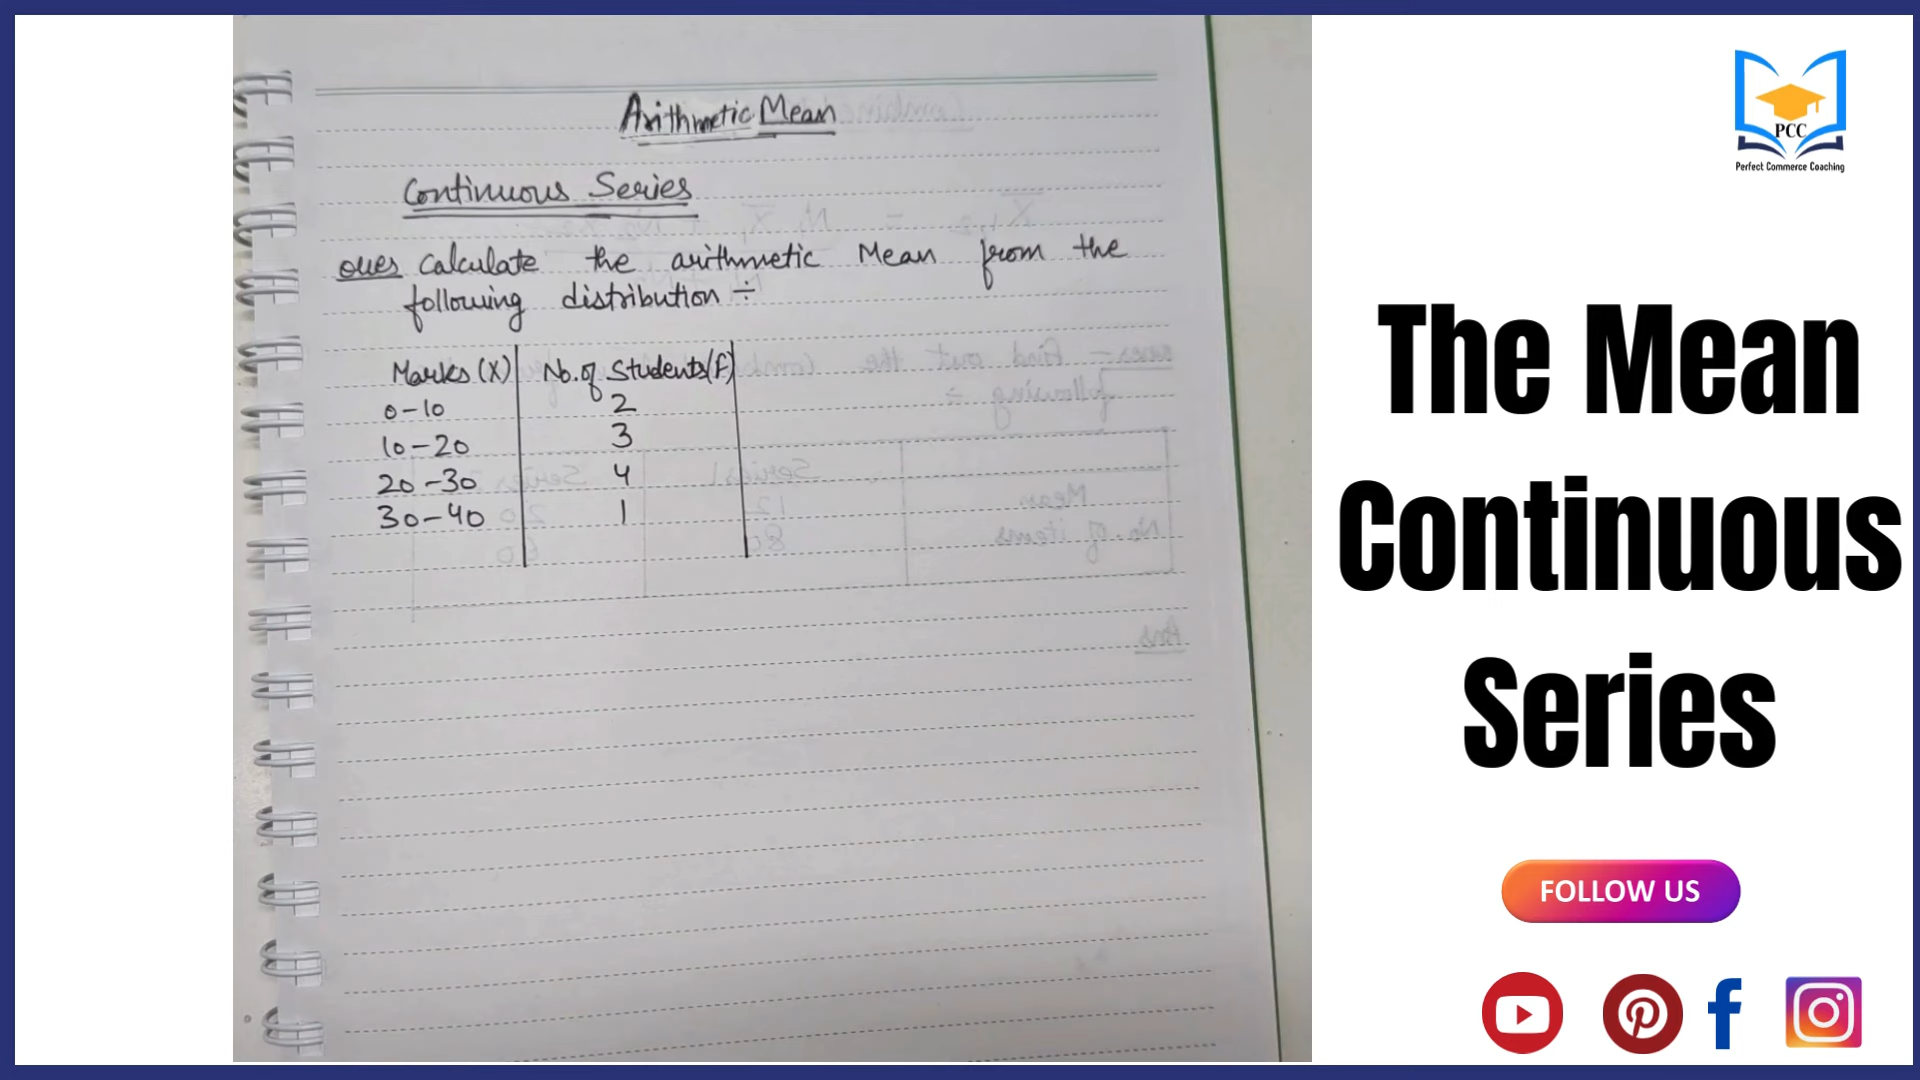 Arithmetic Mean
Continuous Series
Ques Calculate the arithmetic Mean from the
following distribution ÷
Marks (X) No. of Students (F)
0-10 2
10-20 3
20-30 4
30-40 1
PCC
Perfect Commerce Coaching
The Mean
Continuous
Series
FOLLOW US